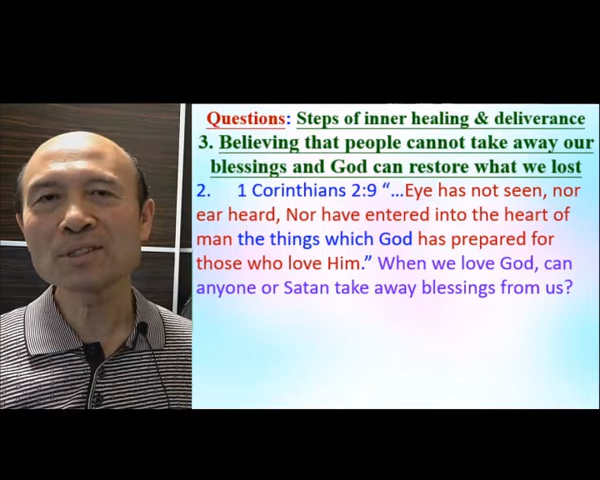 Questions: Steps of inner healing & deliverance
3. Believing that people cannot take away our
blessings and God can restore what we lost
2. 1 Corinthians 2:9 “…Eye has not seen, nor
ear heard, Nor have entered into the heart of
man the things which God has prepared for
those who love Him.” When we love God, can
anyone or Satan take away blessings from us?